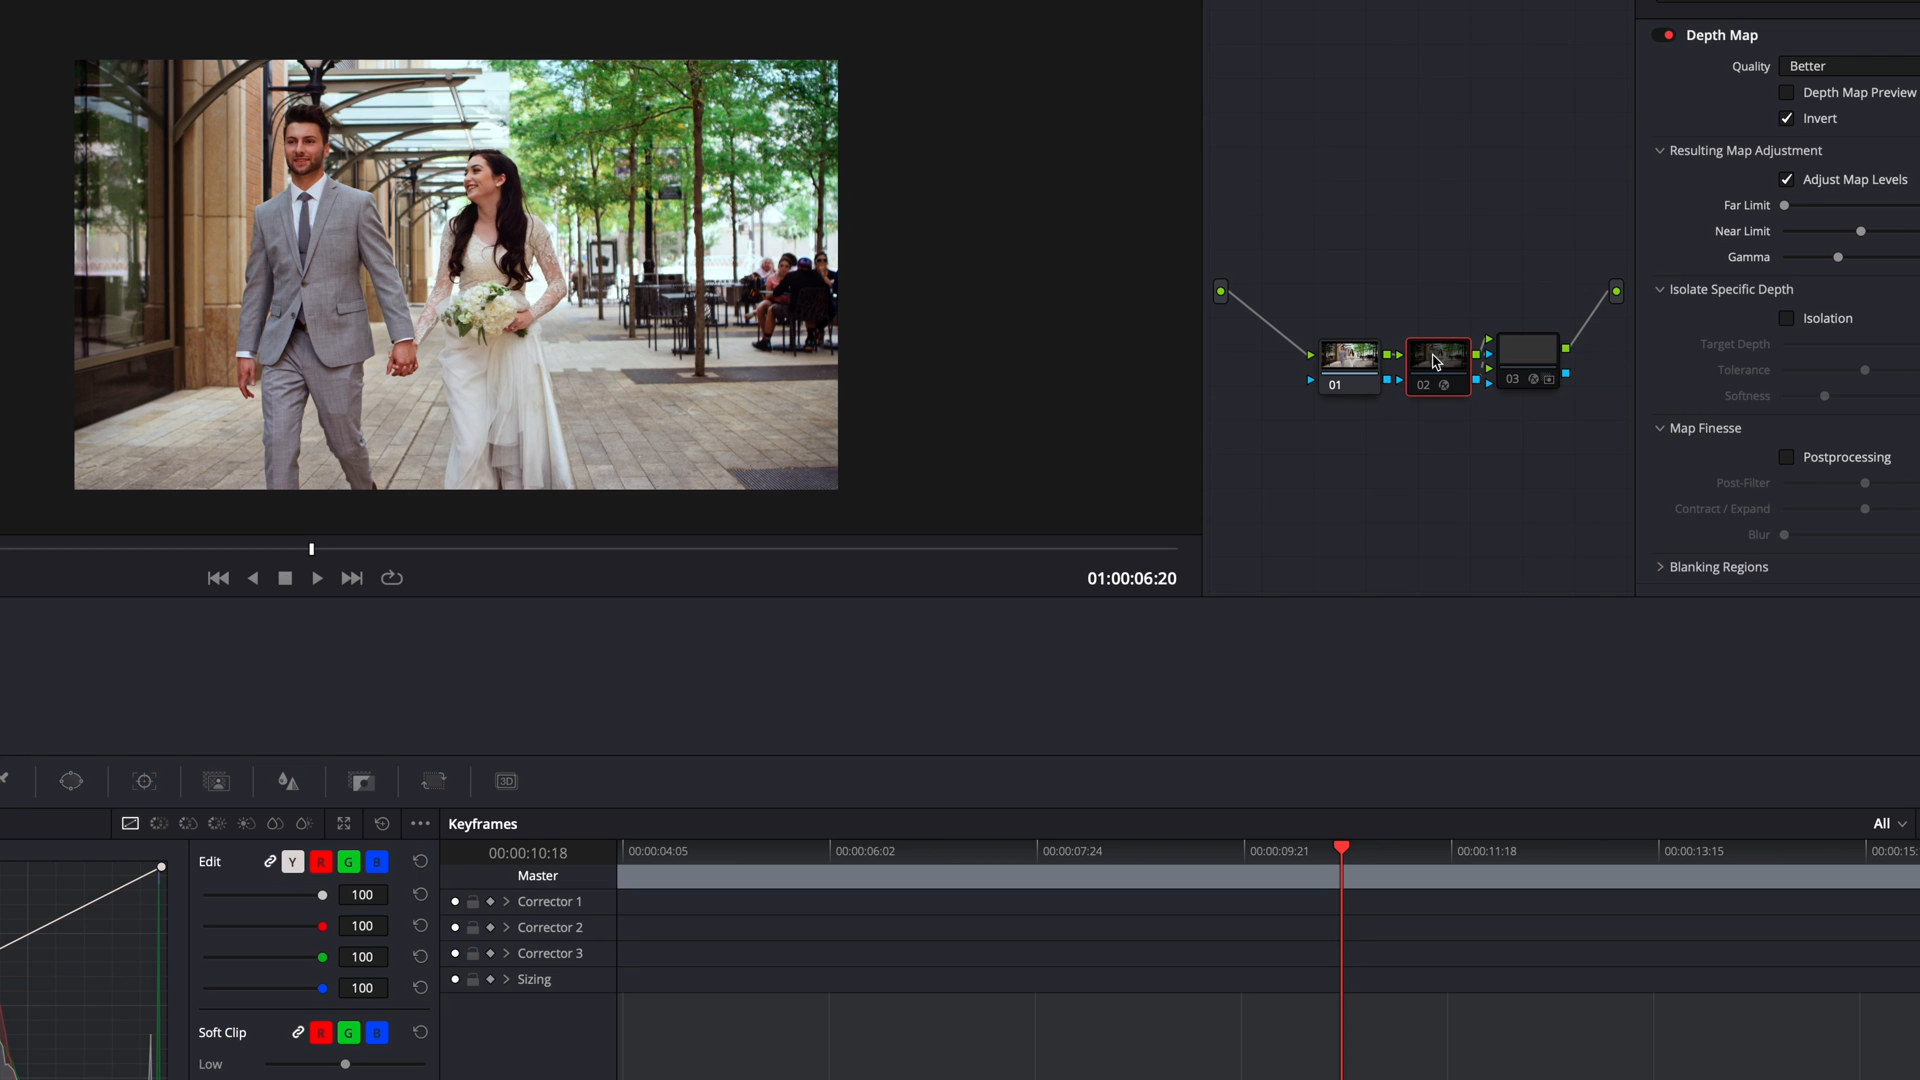 Depth Map
Quality Better
Depth Map Preview
Invert
Resulting Map Adjustment
Adjust Map Levels
Far Limit
Near Limit
Gamma
Isolate Specific Depth
Isolation
Target Depth
Tolerance
Softness
Map Finesse
Postprocessing
Post-Filter
Contract / Expand
Blur
Blanking Regions
01
02
03
01:00:06:20
3D
Keyframes
All
Edit Y R G B
100
100
100
100
Soft Clip R G B
Low
00:00:10:18
00:00:04:05 00:00:06:02 00:00:07:24 00:00:09:21 00:00:11:18 00:00:13:15 00:00:15:
Master
Corrector 1
Corrector 2
Corrector 3
Sizing